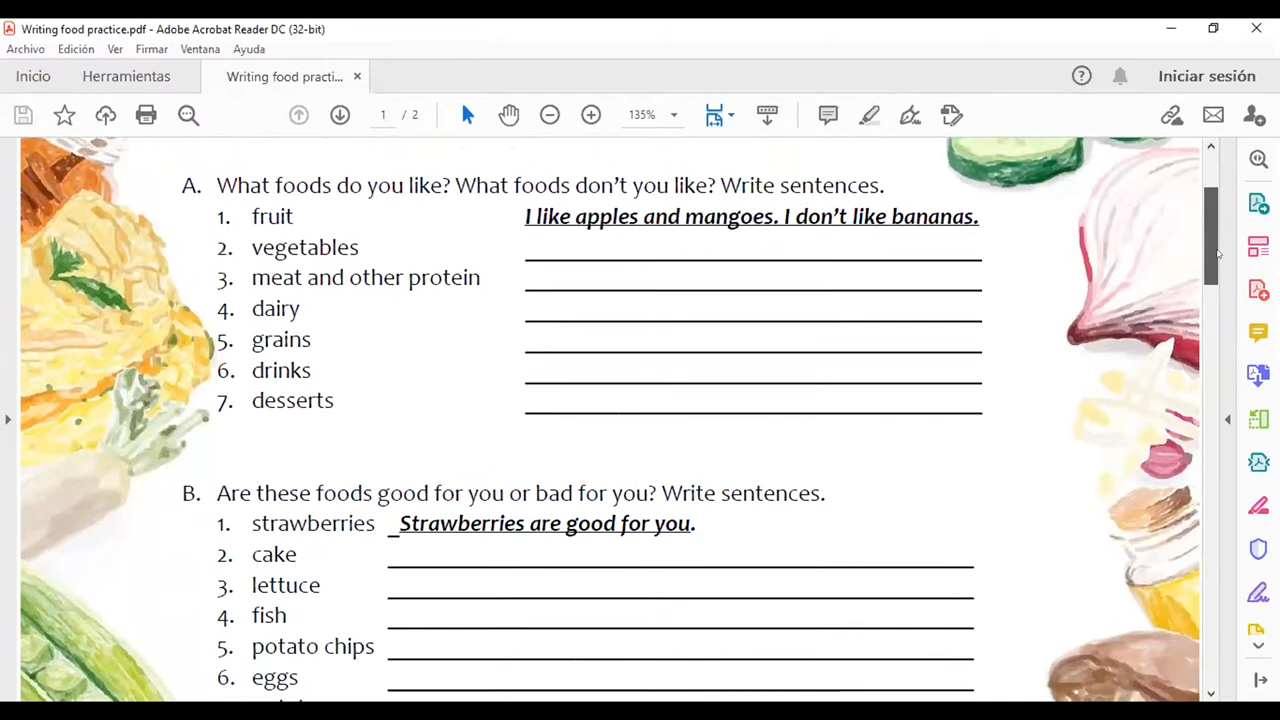 Writing food practice.pdf - Adobe Acrobat Reader DC (32-bit)
Archivo Edición Ver Firmar Ventana Ayuda
Inicio Herramientas Writing food practi... Iniciar sesión
1 / 2 135%
A. What foods do you like? What foods don't you like? Write sentences.
1. fruit I like apples and mangoes. I don't like bananas.
2. vegetables
3. meat and other protein
4. dairy
5. grains
6. drinks
7. desserts
B. Are these foods good for you or bad for you? Write sentences.
1. strawberries _Strawberries are good for you.
2. cake
3. lettuce
4. fish
5. potato chips
6. eggs